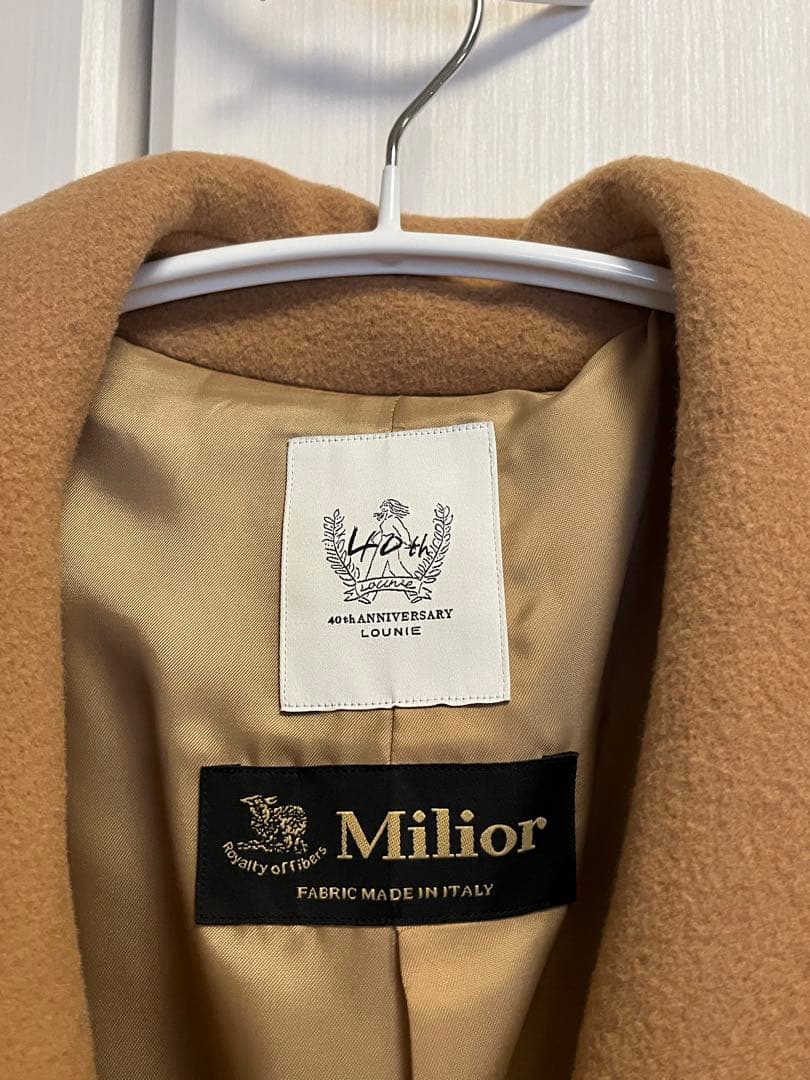 40th
LOUNIE
40th ANNIVERSARY
LOUNIE
Milior
Royalty of fibers
FABRIC MADE IN ITALY